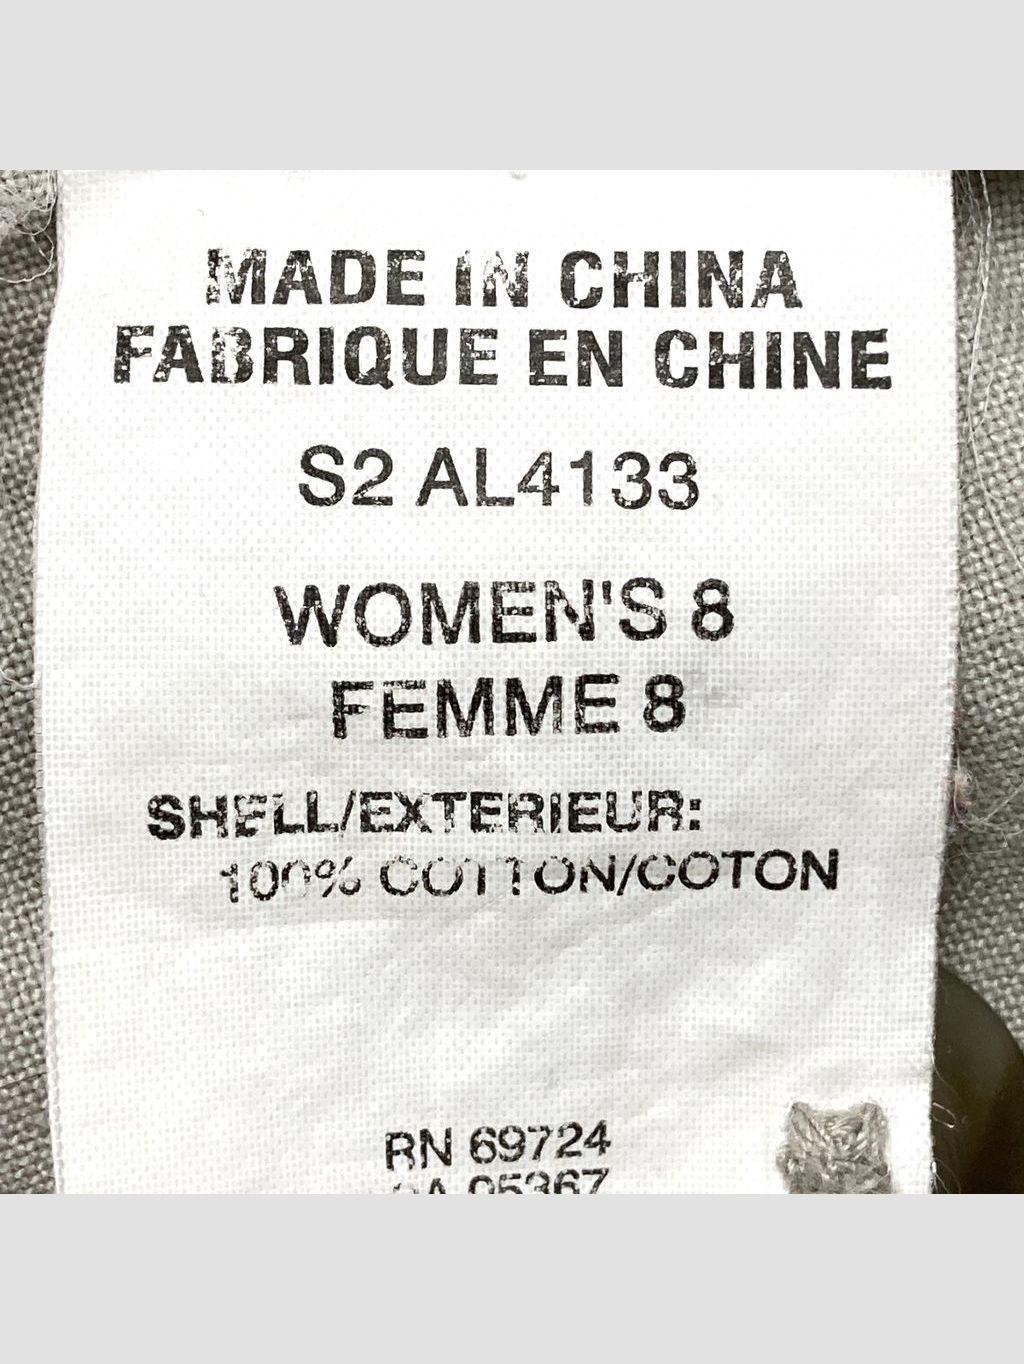 MADE IN CHINA
FABRIQUE EN CHINE
S2 AL4133
WOMEN'S 8
FEMME 8
SHELL/EXTERIEUR:
100% COTTON/COTON
RN 69724